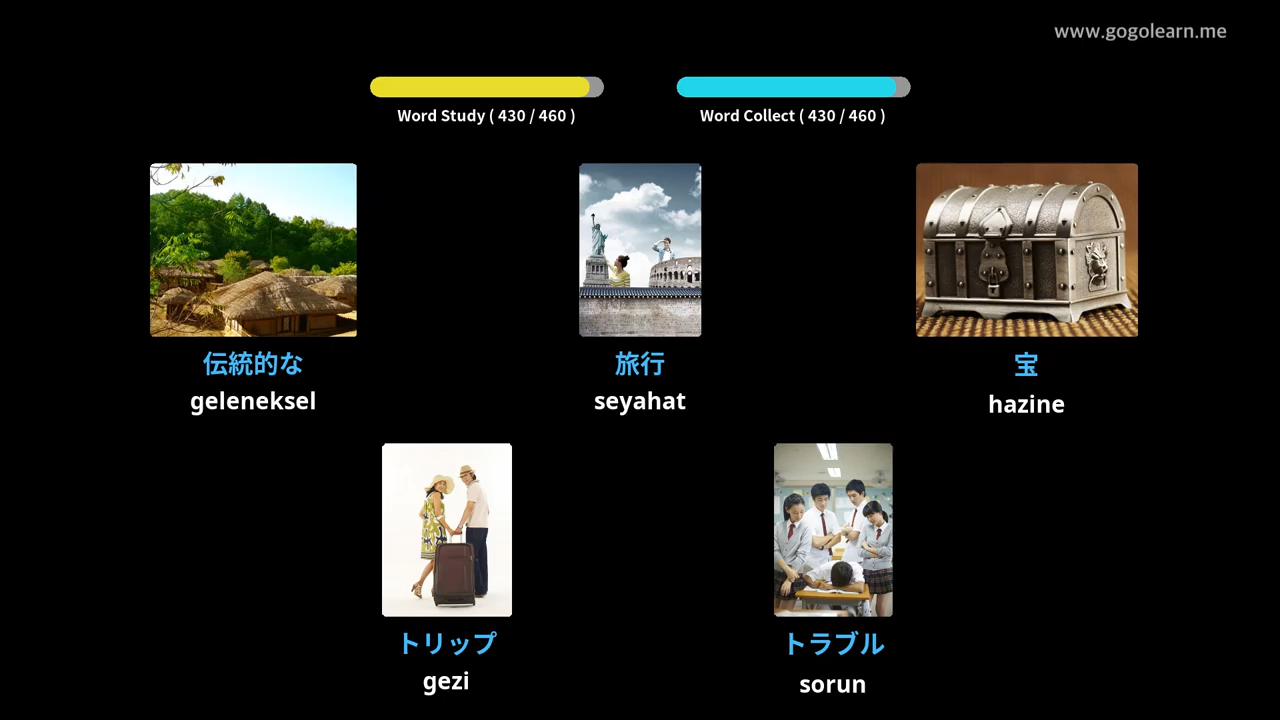 www.gogolearn.me
Word Study ( 430 / 460 )
Word Collect ( 430 / 460 )
伝統的な
geleneksel
旅行
seyahat
宝
hazine
トリップ
gezi
トラブル
sorun